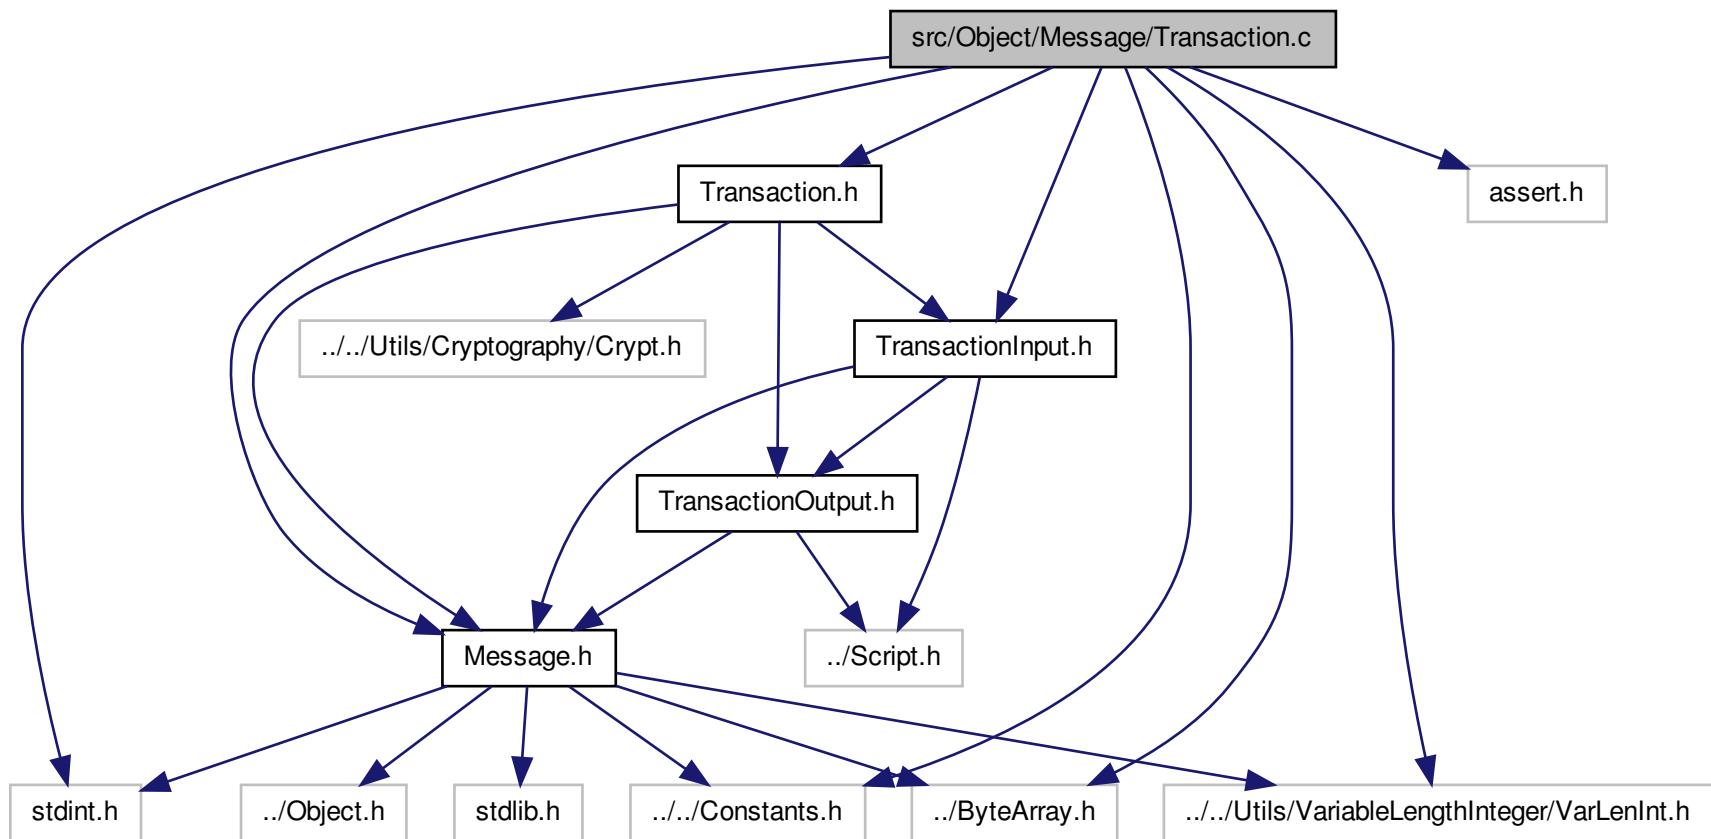 src/Object/Message/Transaction.c
Transaction.h
assert.h
../../Utils/Cryptography/Crypt.h
TransactionInput.h
TransactionOutput.h
Message.h
../Script.h
stdint.h
../Object.h
stdlib.h
../../Constants.h
../ByteArray.h
../../Utils/VariableLengthInteger/VarLenInt.h